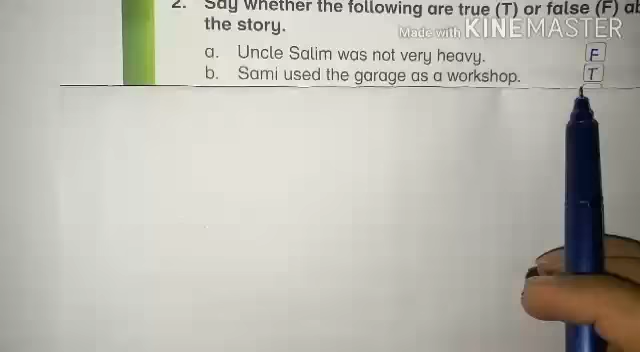 2. Say whether the following are true (T) or false (F)
the story.
Made with KINEMASTER
a. Uncle Salim was not very heavy. F
b. Sami used the garage as a workshop. T